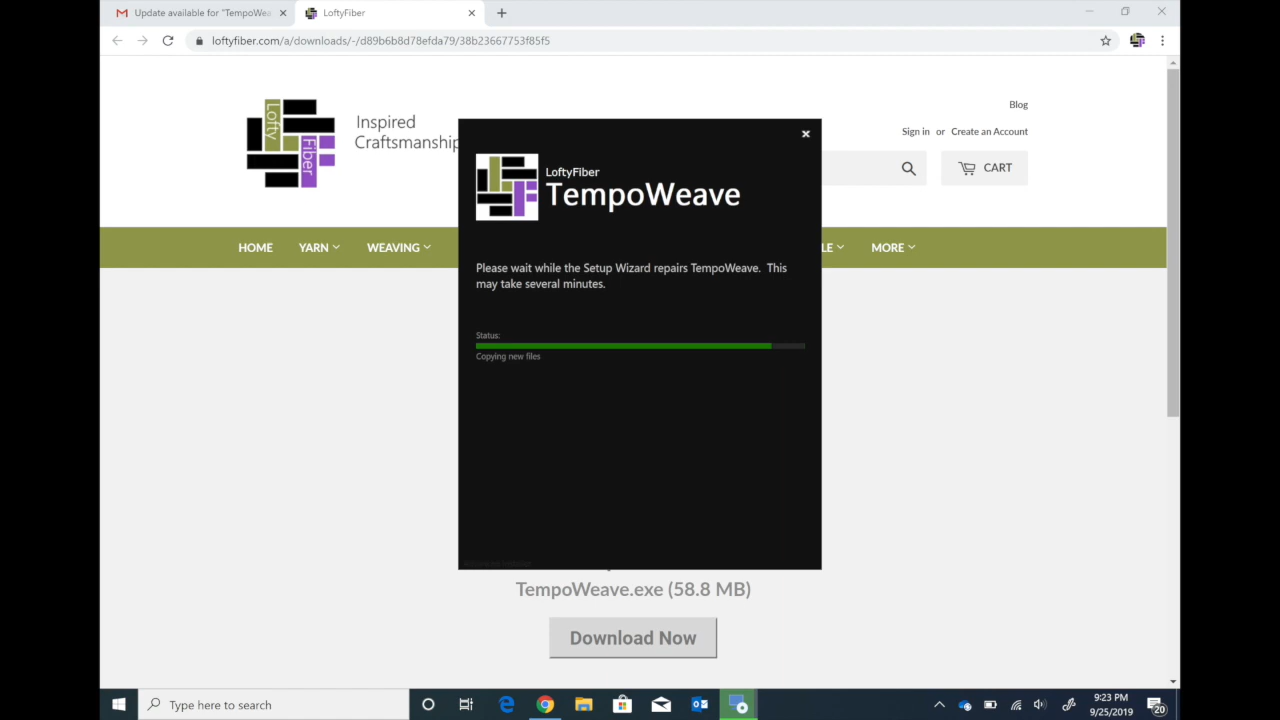 Update available for "TempoWea
LoftyFiber
loftyfiber.com/a/downloads/-/d89b6b8d78efda79/38b23667753f85f5
Lofty
Fiber
Inspired
Craftsmanship
Blog
Sign in or Create an Account
CART
HOME YARN WEAVING LE MORE
LoftyFiber
TempoWeave
Please wait while the Setup Wizard repairs TempoWeave. This
may take several minutes.
Status:
Copying new files
TempoWeave.exe (58.8 MB)
Download Now
Type here to search
9:23 PM
9/25/2019
20